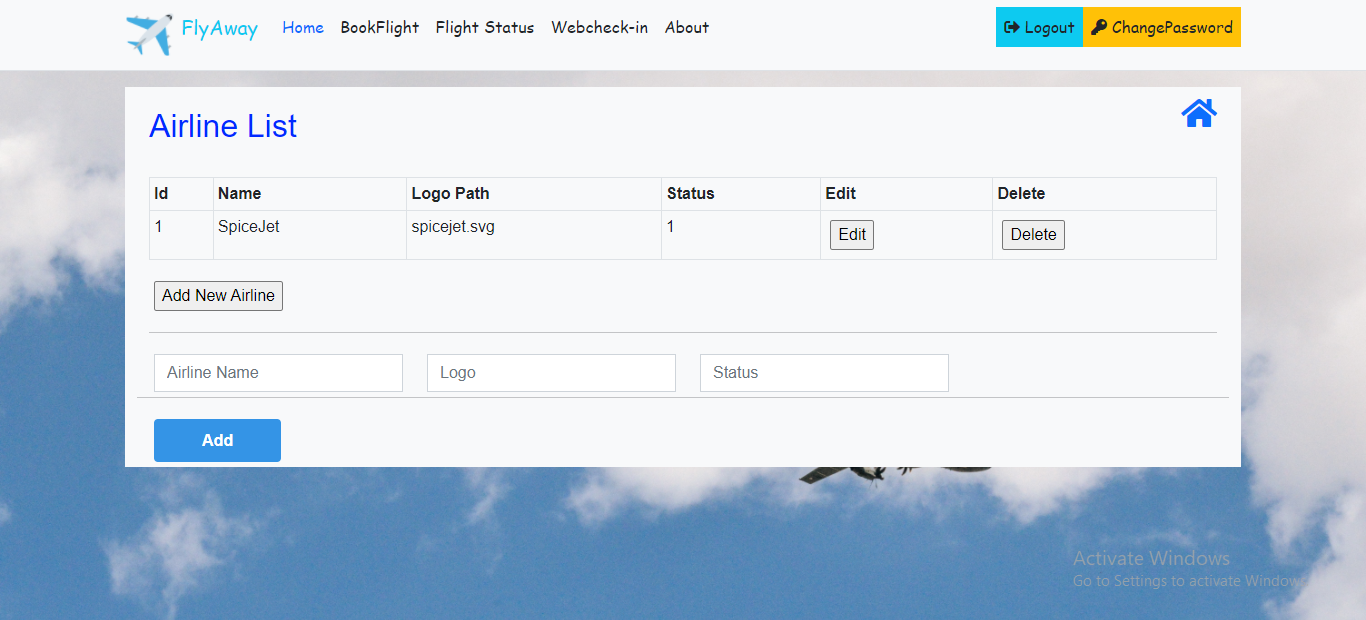 FlyAway Home BookFlight Flight Status Webcheck-in About Logout ChangePassword
Airline List
Id Name Logo Path Status Edit Delete
1 SpiceJet spicejet.svg 1 Edit Delete
Add New Airline
Airline Name Logo Status
Add
Activate Windows
Go to Settings to activate Windows